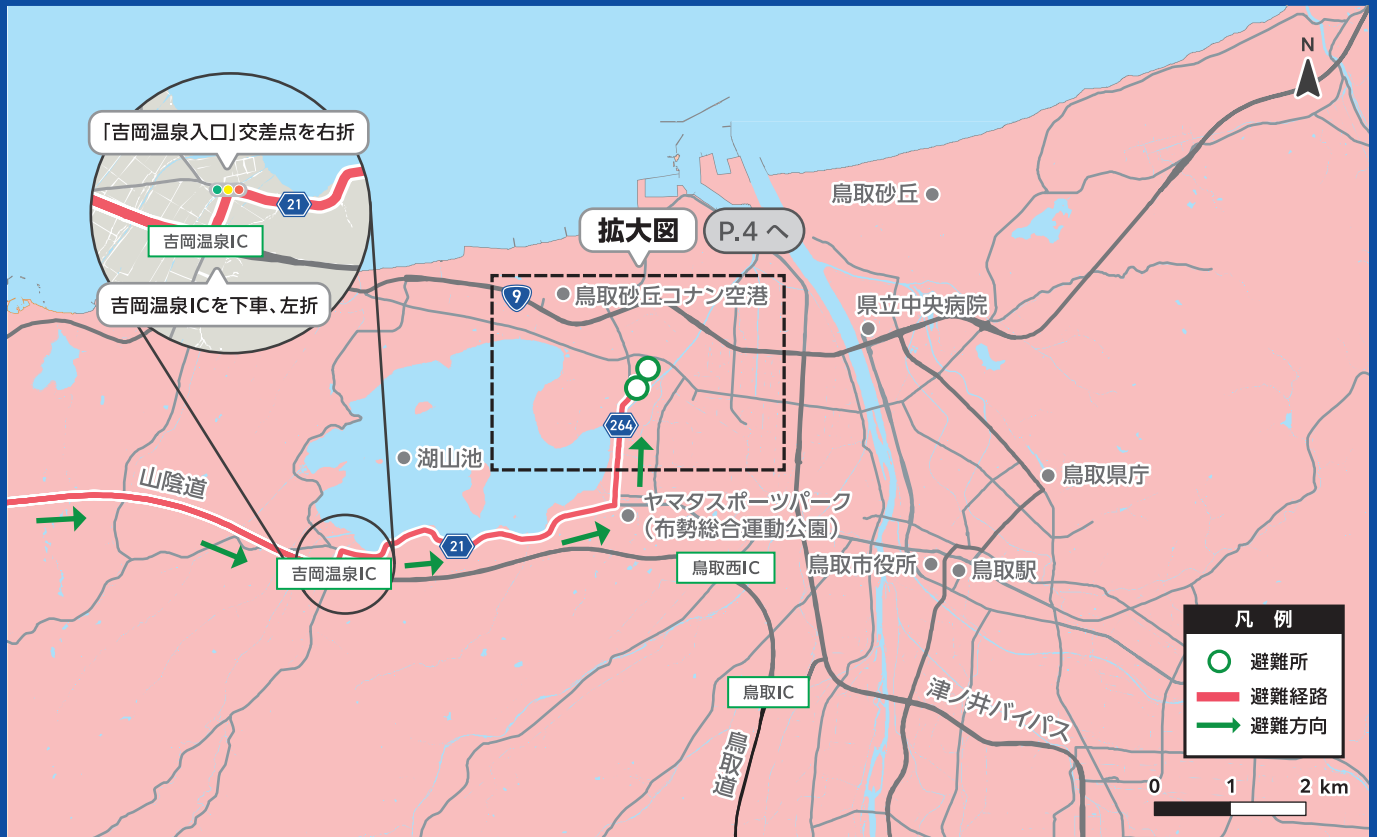 「吉岡温泉入口」交差点を右折
21
吉岡温泉IC
吉岡温泉ICを下車、左折
N
鳥取砂丘
拡大図
P.4 へ
9
鳥取砂丘コナン空港
県立中央病院
264
湖山池
鳥取県庁
山陰道
ヤマタスポーツパーク
(布勢総合運動公園)
21
吉岡温泉IC
鳥取西IC
鳥取市役所
鳥取駅
鳥取IC
津ノ井バイパス
鳥取道
凡 例
避難所
避難経路
避難方向
0 1 2 km